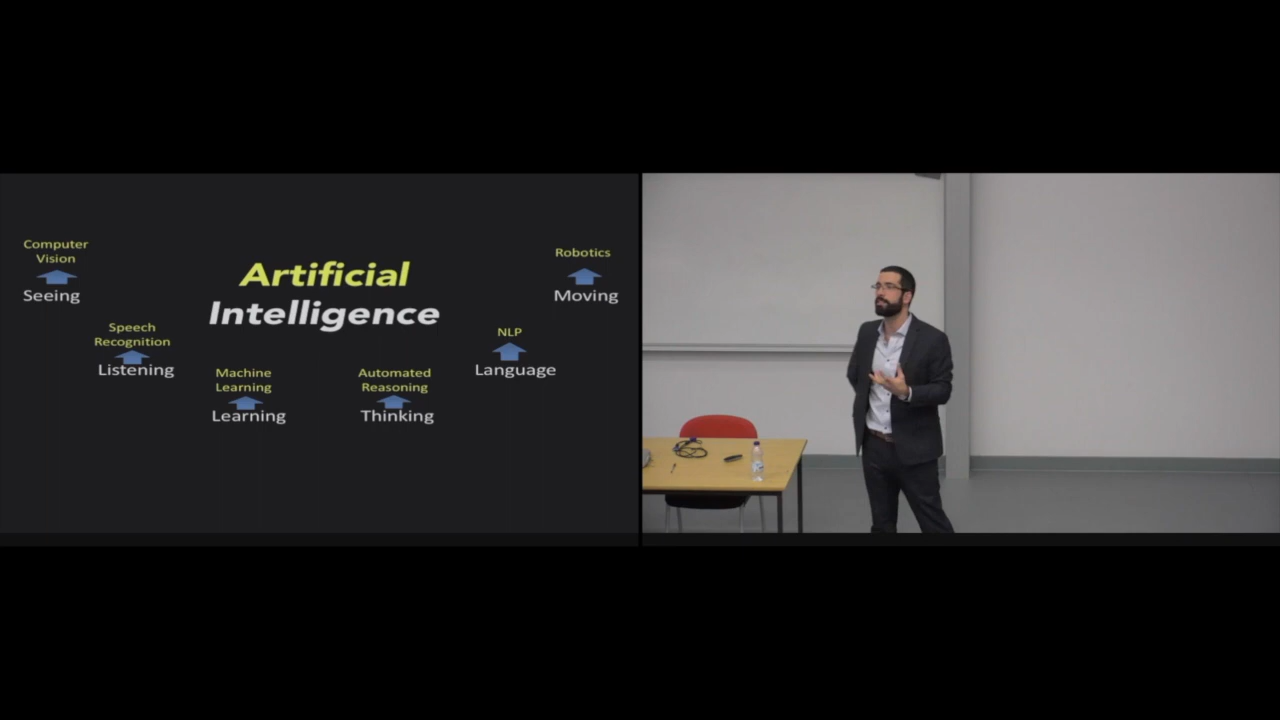 Computer
Vision
Seeing
Speech
Recognition
Listening
Artificial
Intelligence
Machine
Learning
Learning
Automated
Reasoning
Thinking
NLP
Language
Robotics
Moving